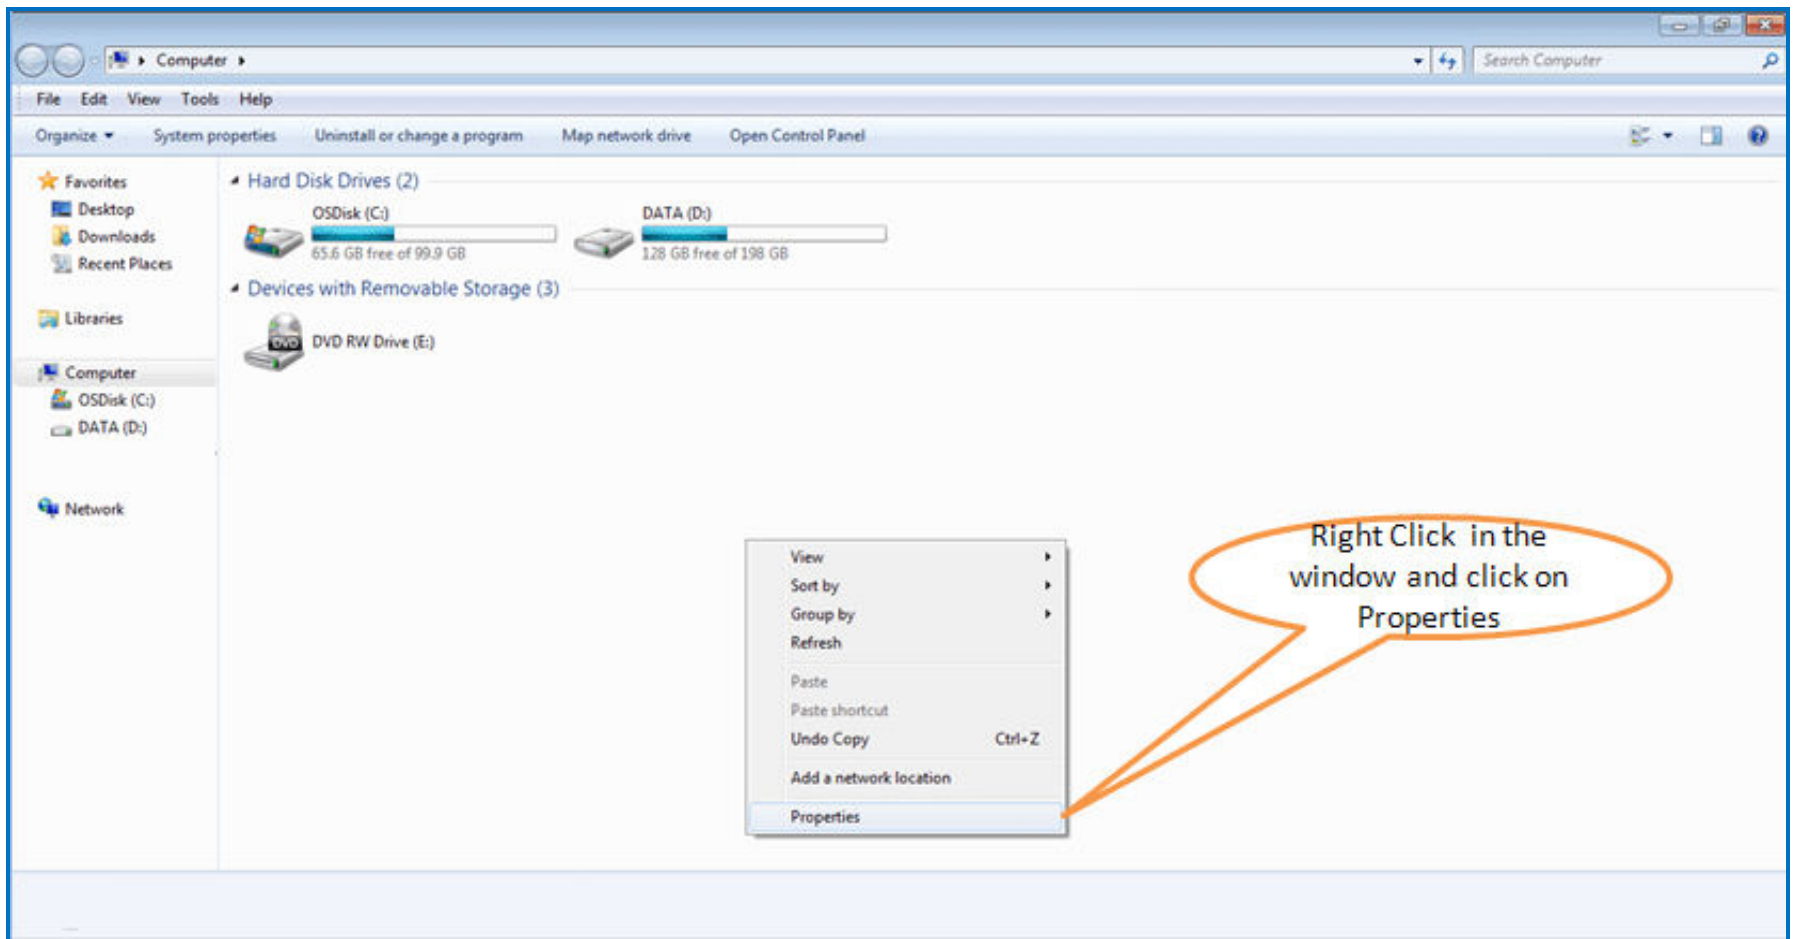 Computer
Search Computer
File Edit View Tools Help
Organize System properties Uninstall or change a program Map network drive Open Control Panel
Favorites
Desktop
Downloads
Recent Places
Libraries
Computer
OSDisk (C:)
DATA (D:)
Network
Hard Disk Drives (2)
OSDisk (C:)
65.6 GB free of 99.9 GB
DATA (D:)
128 GB free of 198 GB
Devices with Removable Storage (3)
DVD
DVD RW Drive (E:)
View
Sort by
Group by
Refresh
Paste
Paste shortcut
Undo Copy Ctrl+Z
Add a network location
Properties
Right Click in the
window and click on
Properties